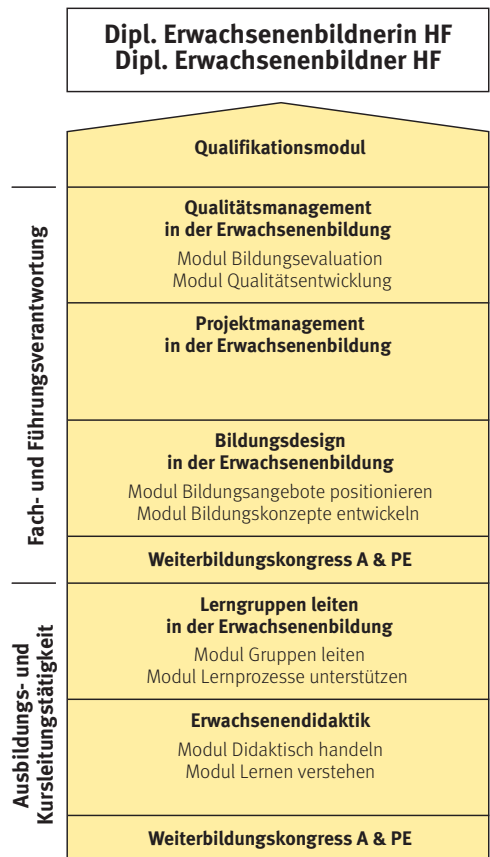 Dipl. Erwachsenenbildnerin HF
Dipl. Erwachsenenbildner HF
Qualifikationsmodul
Fach- und Führungsverantwortung
Qualitätsmanagement
in der Erwachsenenbildung
Modul Bildungsevaluation
Modul Qualitätsentwicklung
Projektmanagement
in der Erwachsenenbildung
Bildungsdesign
in der Erwachsenenbildung
Modul Bildungsangebote positionieren
Modul Bildungskonzepte entwickeln
Weiterbildungskongress A & PE
Ausbildungs- und
Kursleitungstätigkeit
Lerngruppen leiten
in der Erwachsenenbildung
Modul Gruppen leiten
Modul Lernprozesse unterstützen
Erwachsenendidaktik
Modul Didaktisch handeln
Modul Lernen verstehen
Weiterbildungskongress A & PE